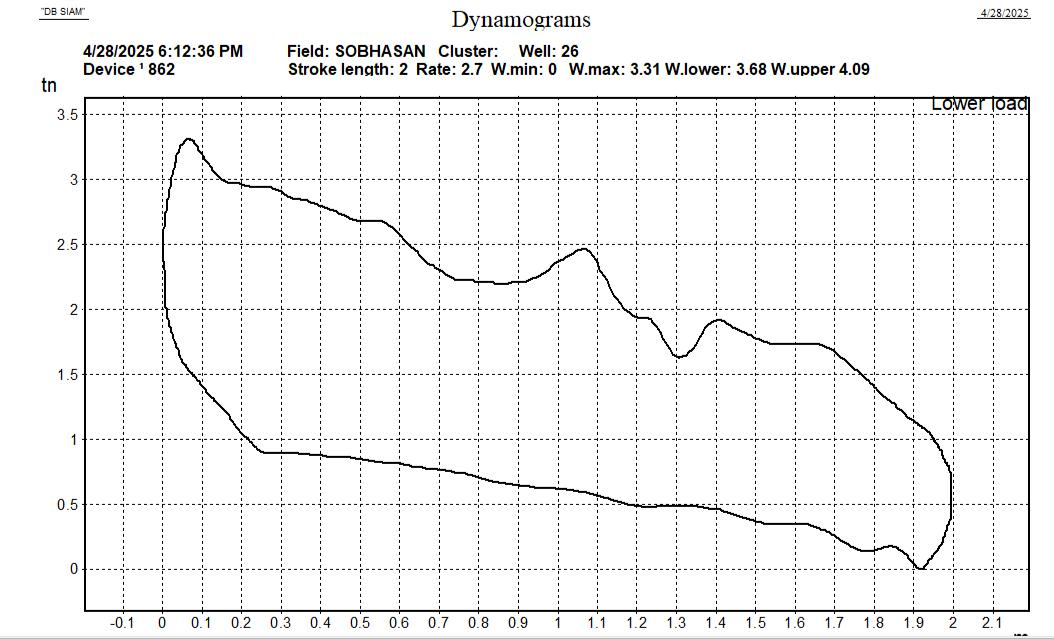 "DB SIAM"
4/28/2025
Dynamograms
4/28/2025 6:12:36 PM Field: SOBHASAN Cluster: Well: 26
Device ¹ 862 Stroke length: 2 Rate: 2.7 W.min: 0 W.max: 3.31 W.lower: 3.68 W.upper 4.09
tn
Lower load
3.5
3
2.5
2
1.5
1
0.5
0
-0.1 0 0.1 0.2 0.3 0.4 0.5 0.6 0.7 0.8 0.9 1 1.1 1.2 1.3 1.4 1.5 1.6 1.7 1.8 1.9 2 2.1